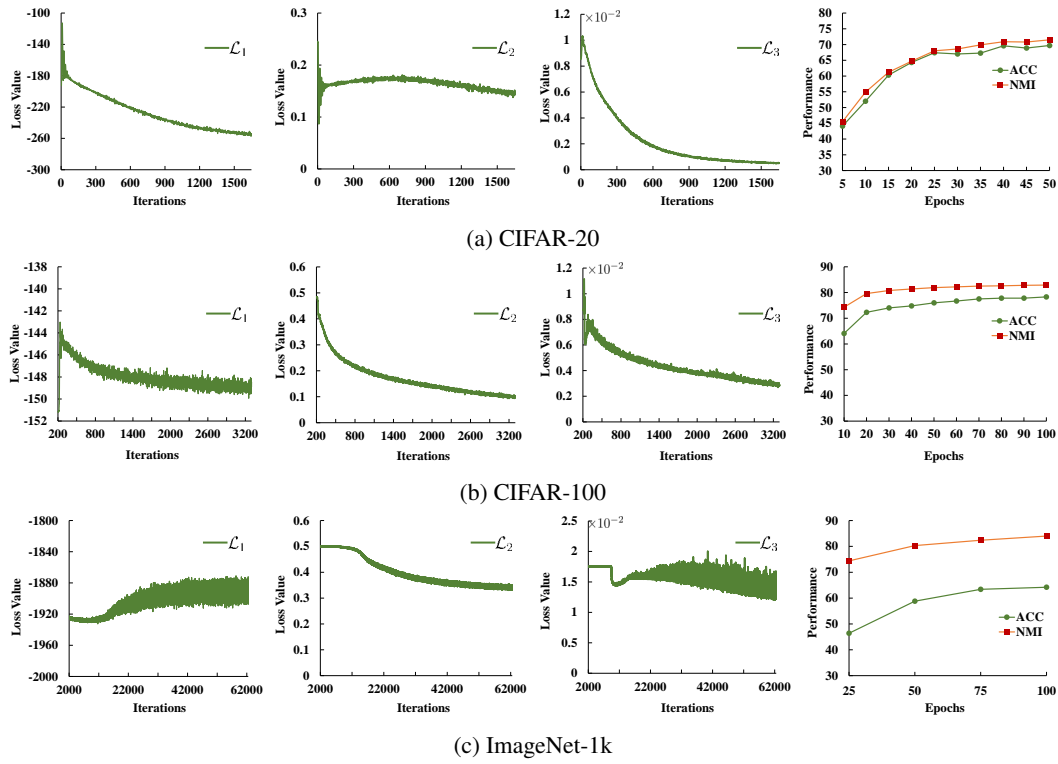 -100
-140
-180
-220
-260
-300
Loss Value
0 300 600 900 1200 1500
Iterations
ℒ₁
0.3
0.2
0.1
0
Loss Value
0 300 600 900 1200 1500
Iterations
ℒ₂
×10⁻²
1.2
1
0.8
0.6
0.4
0.2
0
Loss Value
0 300 600 900 1200 1500
Iterations
ℒ₃
80
75
70
65
60
55
50
45
40
35
30
Performance
5 10 15 20 25 30 35 40 45 50
Epochs
ACC
NMI
(a) CIFAR-20
-138
-140
-142
-144
-146
-148
-150
-152
Loss Value
200 800 1400 2000 2600 3200
Iterations
ℒ₁
0.6
0.5
0.4
0.3
0.2
0.1
0
Loss Value
200 800 1400 2000 2600 3200
Iterations
ℒ₂
×10⁻²
1.2
1
0.8
0.6
0.4
0.2
0
Loss Value
200 800 1400 2000 2600 3200
Iterations
ℒ₃
90
80
70
60
50
40
30
Performance
10 20 30 40 50 60 70 80 90 100
Epochs
ACC
NMI
(b) CIFAR-100
-1800
-1840
-1880
-1920
-1960
-2000
Loss Value
2000 22000 42000 62000
Iterations
ℒ₁
0.6
0.5
0.4
0.3
0.2
0.1
0
Loss Value
2000 22000 42000 62000
Iterations
ℒ₂
×10⁻²
2.5
2
1.5
1
0.5
0
Loss Value
2000 22000 42000 62000
Iterations
ℒ₃
90
80
70
60
50
40
30
Performance
25 50 75 100
Epochs
ACC
NMI
(c) ImageNet-1k